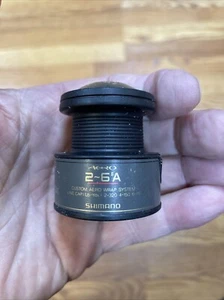 AERO
2-6'A
CUSTOM AERO WRAP SYSTEM
SHIMANO